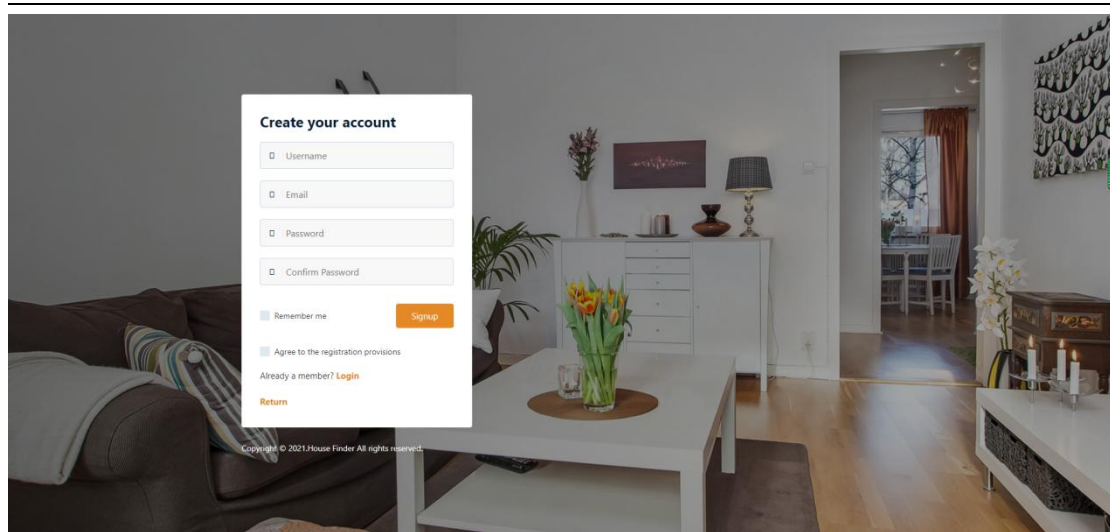 Create your account
Username
Email
Password
Confirm Password
Remember me
Signup
Agree to the registration provisions
Already a member? Login
Return
Copyright © 2021.House Finder All rights reserved.